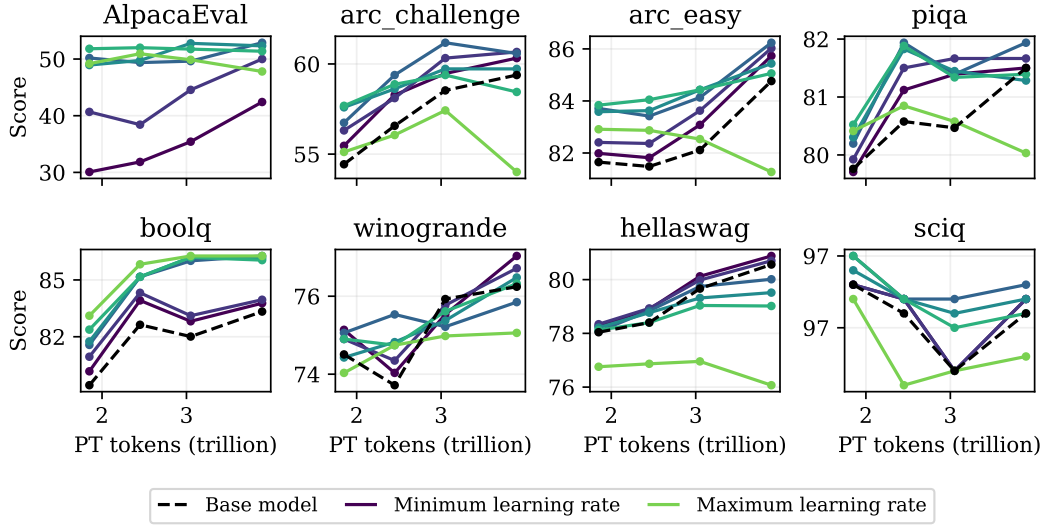 AlpacaEval
arc_challenge
arc_easy
piqa
Score
50
40
30
60
55
86
84
82
82
81
80
boolq
winogrande
hellaswag
sciq
Score
85
82
76
74
80
78
76
97
97
2
3
2
3
2
3
2
3
PT tokens (trillion)
PT tokens (trillion)
PT tokens (trillion)
PT tokens (trillion)
Base model
Minimum learning rate
Maximum learning rate